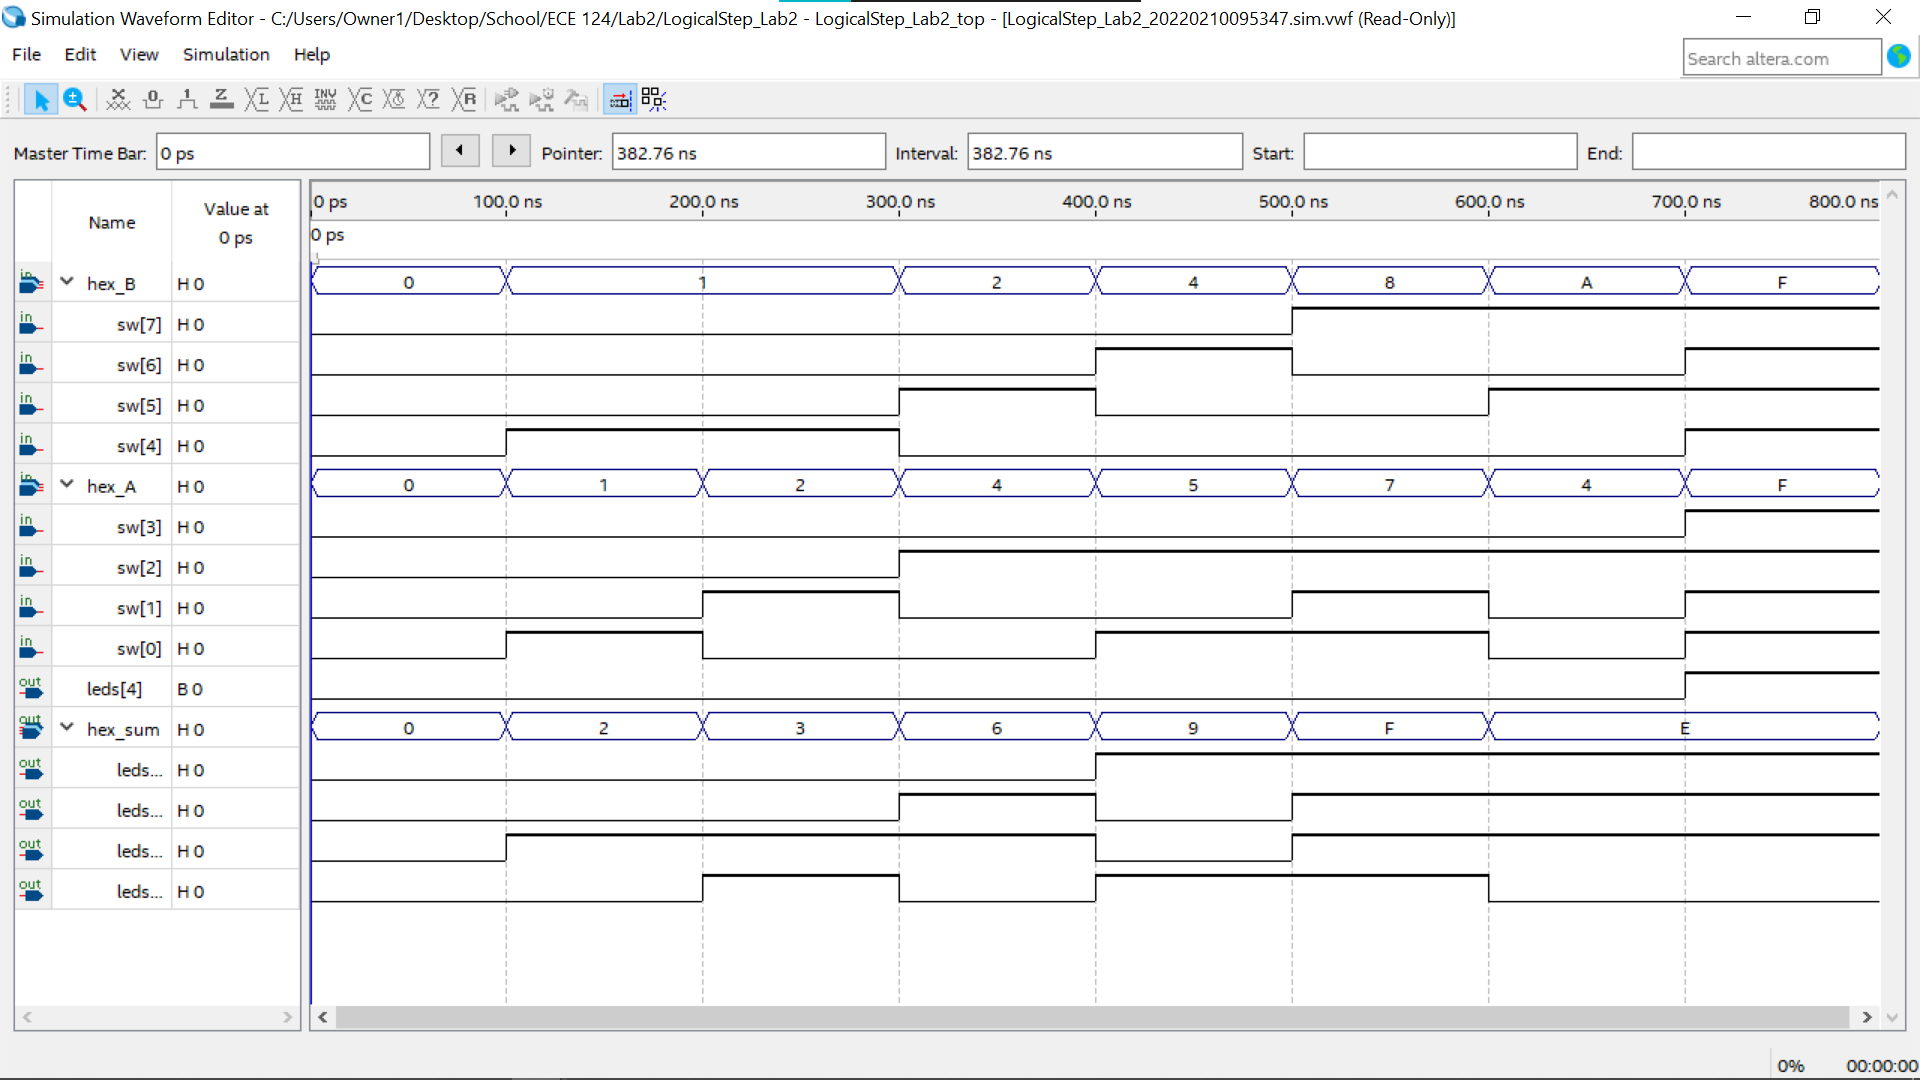 Simulation Waveform Editor - C:/Users/Owner1/Desktop/School/ECE 124/Lab2/LogicalStep_Lab2 - LogicalStep_Lab2_top - [LogicalStep_Lab2_20220210095347.sim.vwf (Read-Only)]
File Edit View Simulation Help
Search altera.com
Master Time Bar: 0 ps Pointer: 382.76 ns Interval: 382.76 ns Start: End:
Name Value at 0 ps
0 ps 100.0 ns 200.0 ns 300.0 ns 400.0 ns 500.0 ns 600.0 ns 700.0 ns 800.0 ns
0 ps
in hex_B H 0 0 1 2 4 8 A F
in sw[7] H 0
in sw[6] H 0
in sw[5] H 0
in sw[4] H 0
in hex_A H 0 0 1 2 4 5 7 4 F
in sw[3] H 0
in sw[2] H 0
in sw[1] H 0
in sw[0] H 0
out leds[4] B 0
out hex_sum H 0 0 2 3 6 9 F E
out leds... H 0
out leds... H 0
out leds... H 0
out leds... H 0
0% 00:00:00